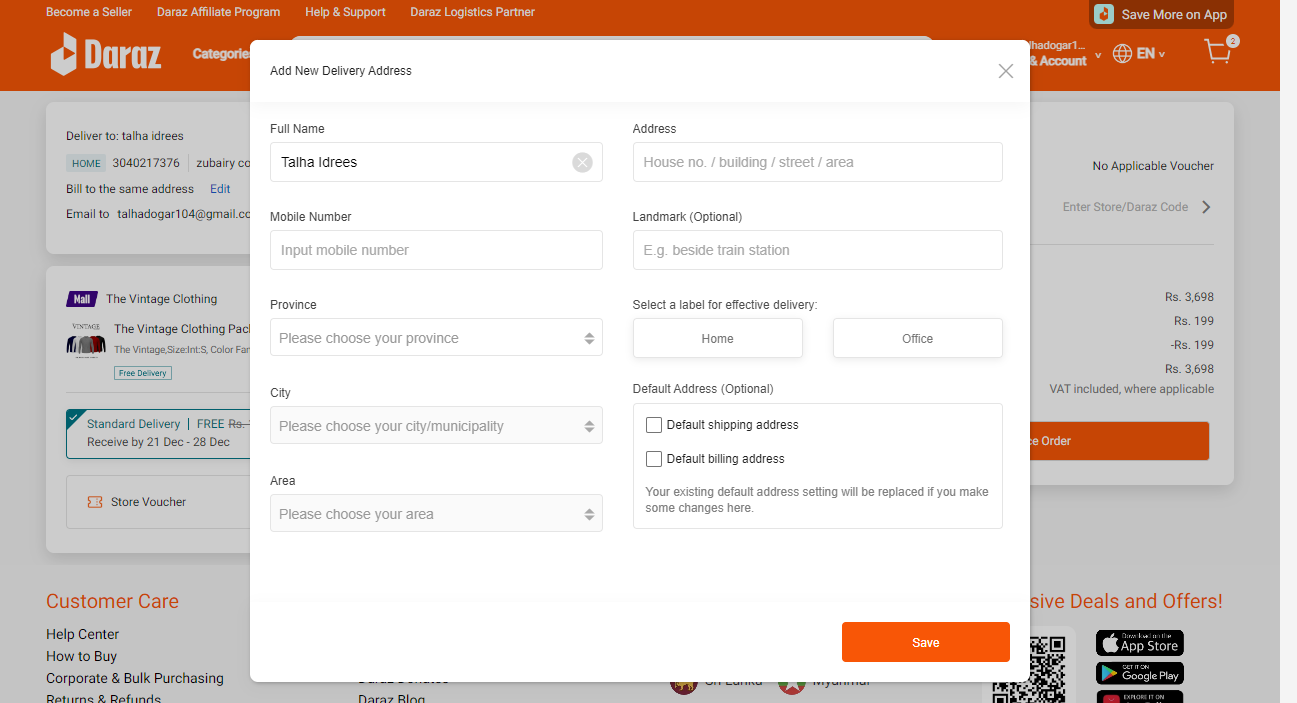 Become a Seller
Daraz Affiliate Program
Help & Support
Daraz Logistics Partner
Save More on App
Daraz
Categorie
lhadogar1...
& Account
EN
2
Add New Delivery Address
Deliver to: talha idrees
HOME 3040217376 zubairy co
Bill to the same address Edit
Email to talhadogar104@gmail.co
Mall The Vintage Clothing
VINTAGE
The Vintage Clothing Pac
The Vintage,Size:Int:S, Color Fam
Free Delivery
Standard Delivery FREE Rs.
Receive by 21 Dec - 28 Dec
Store Voucher
Full Name
Talha Idrees
Mobile Number
Input mobile number
Province
Please choose your province
City
Please choose your city/municipality
Area
Please choose your area
Address
House no. / building / street / area
Landmark (Optional)
E.g. beside train station
Select a label for effective delivery:
Home
Office
Default Address (Optional)
Default shipping address
Default billing address
Your existing default address setting will be replaced if you make
some changes here.
Save
No Applicable Voucher
Enter Store/Daraz Code
Rs. 3,698
Rs. 199
-Rs. 199
Rs. 3,698
VAT included, where applicable
ce Order
Customer Care
Help Center
How to Buy
Corporate & Bulk Purchasing
Returns & Refunds
Daraz Donates
Daraz Blog
Sri Lanka
Myanmar
sive Deals and Offers!
Download on the
App Store
GET IT ON
Google Play
EXPLORE IT ON